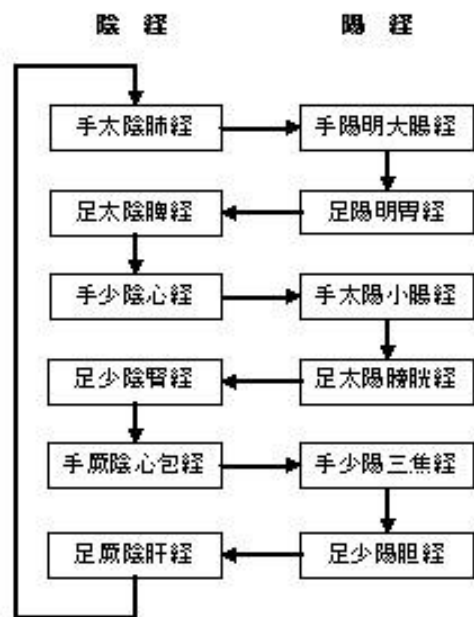 陰 経 陽 経
手太陰肺経 手陽明大腸経
足太陰脾経 足陽明胃経
手少陰心経 手太陽小腸経
足少陰腎経 足太陽膀胱経
手厥陰心包経 手少陽三焦経
足厥陰肝経 足少陽胆経